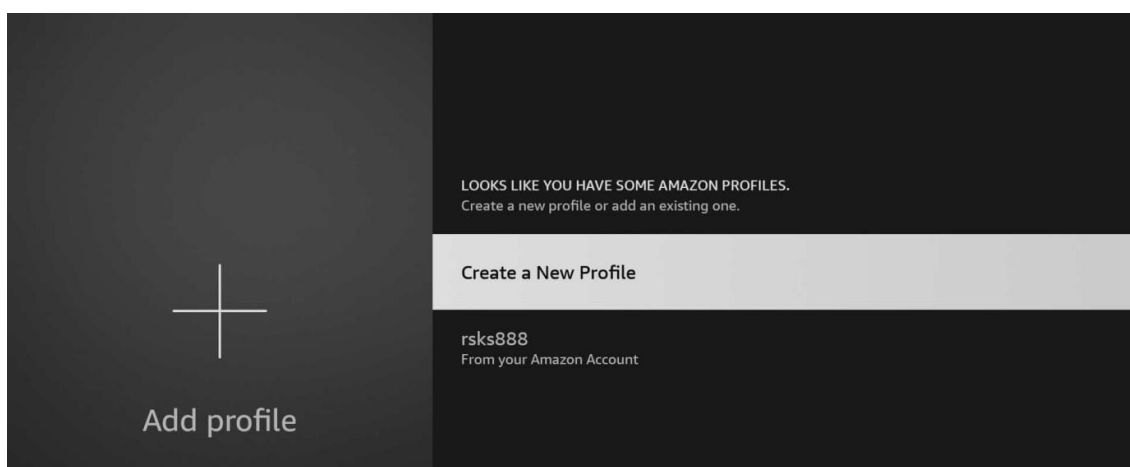 Add profile
LOOKS LIKE YOU HAVE SOME AMAZON PROFILES.
Create a new profile or add an existing one.
Create a New Profile
rsks888
From your Amazon Account